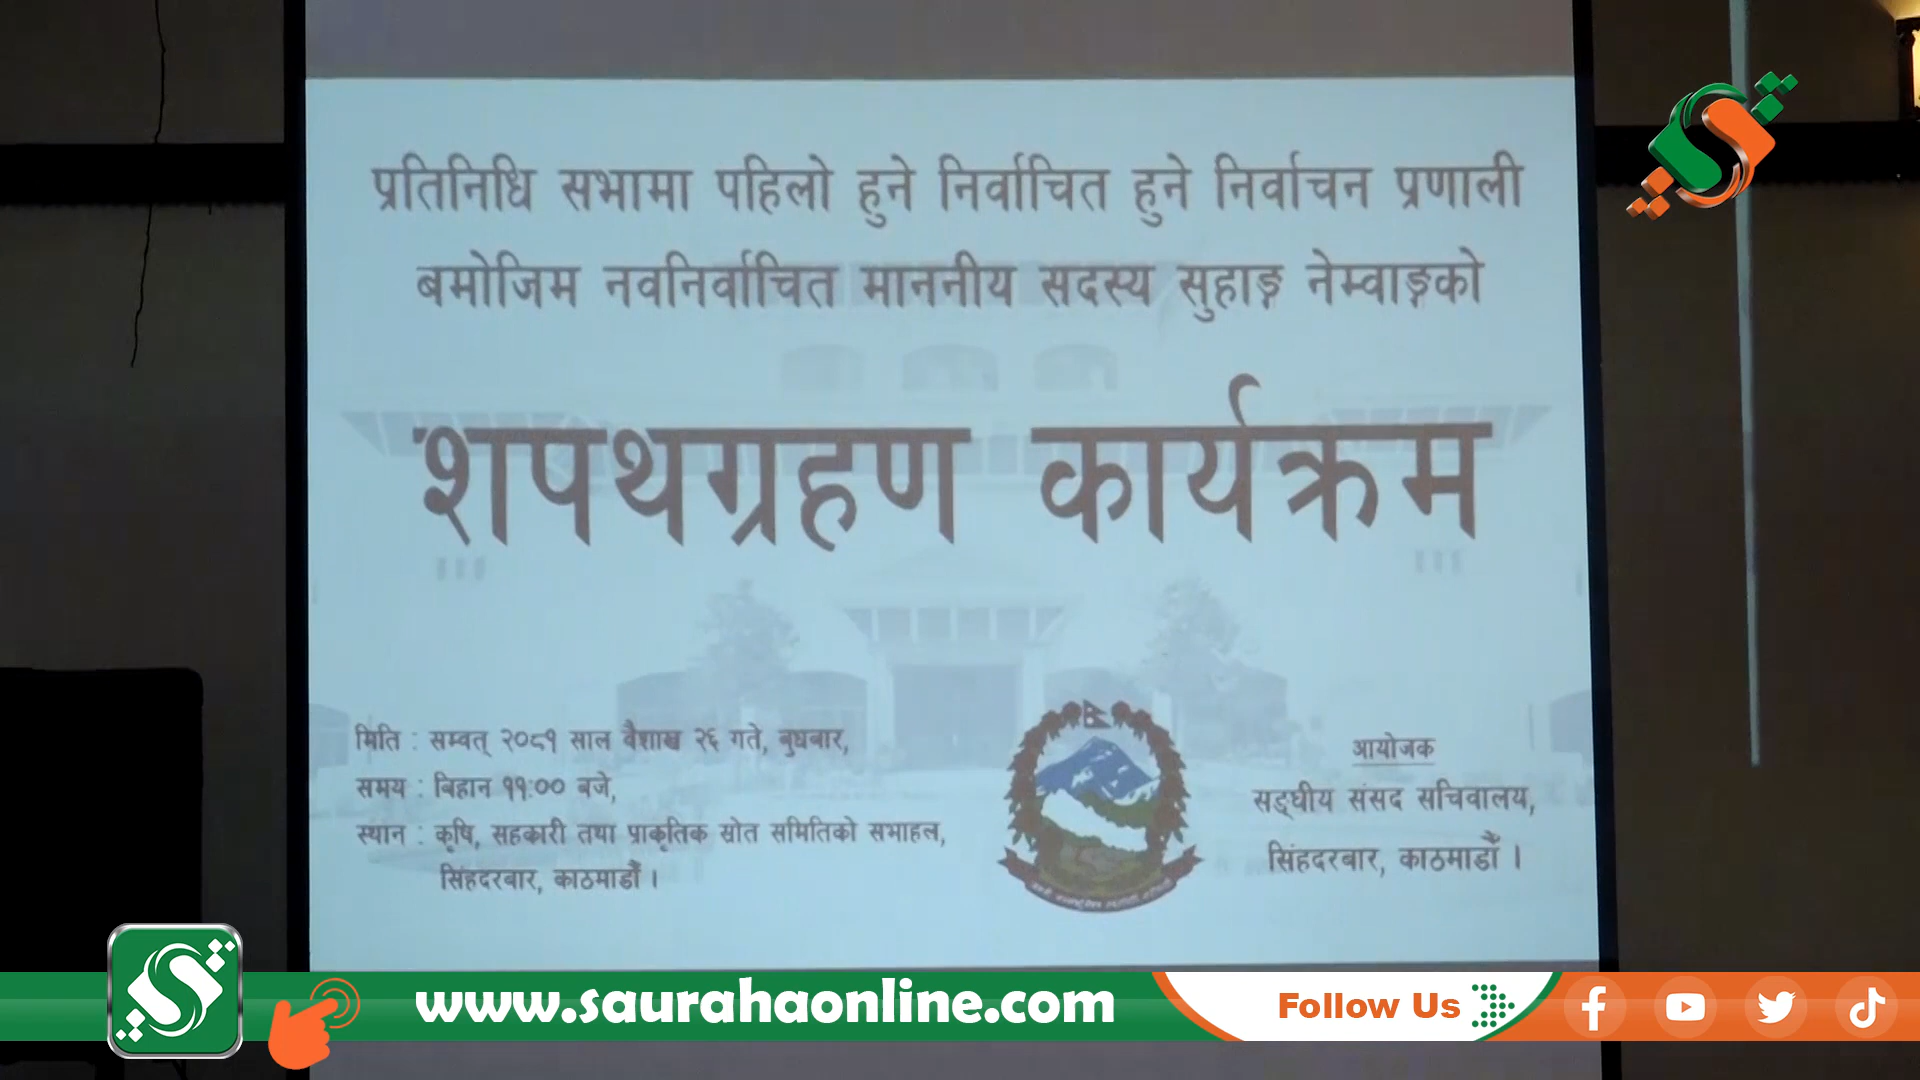 प्रतिनिधि सभामा पहिलो हुने निर्वाचित हुने निर्वाचन प्रणाली
बमोजिम नवनिर्वाचित माननीय सदस्य सुहाङ्ग नेम्वाङ्गको
शपथग्रहण कार्यक्रम
मिति : सम्वत् २०८१ साल वैशाख २६ गते, बुधबार,
समय : बिहान ११:०० बजे,
स्थान : कृषि, सहकारी तथा प्राकृतिक स्रोत समितिको सभाहल,
सिंहदरबार, काठमाडौँ ।
आयोजक
सङ्घीय संसद सचिवालय,
सिंहदरबार, काठमाडौँ ।
www.saurahaonline.com
Follow Us